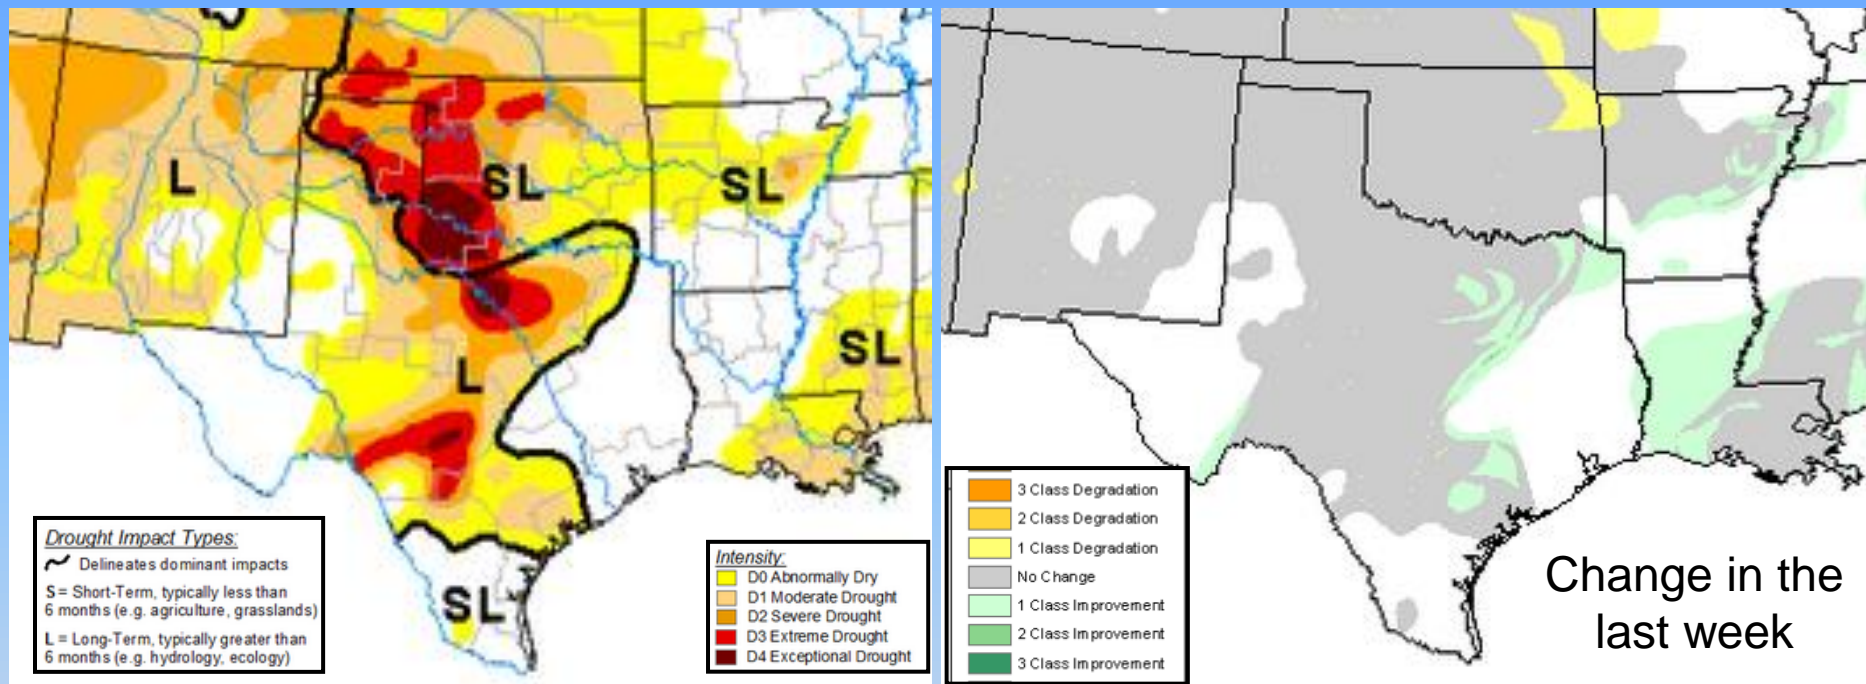 L
SL
SL
SL
L
SL
Drought Impact Types:
Delineates dominant impacts
S = Short-Term, typically less than
6 months (e.g. agriculture, grasslands)
L = Long-Term, typically greater than
6 months (e.g. hydrology, ecology)
Intensity:
D0 Abnormally Dry
D1 Moderate Drought
D2 Severe Drought
D3 Extreme Drought
D4 Exceptional Drought
3 Class Degradation
2 Class Degradation
1 Class Degradation
No Change
1 Class Improvement
2 Class Improvement
3 Class Improvement
Change in the
last week